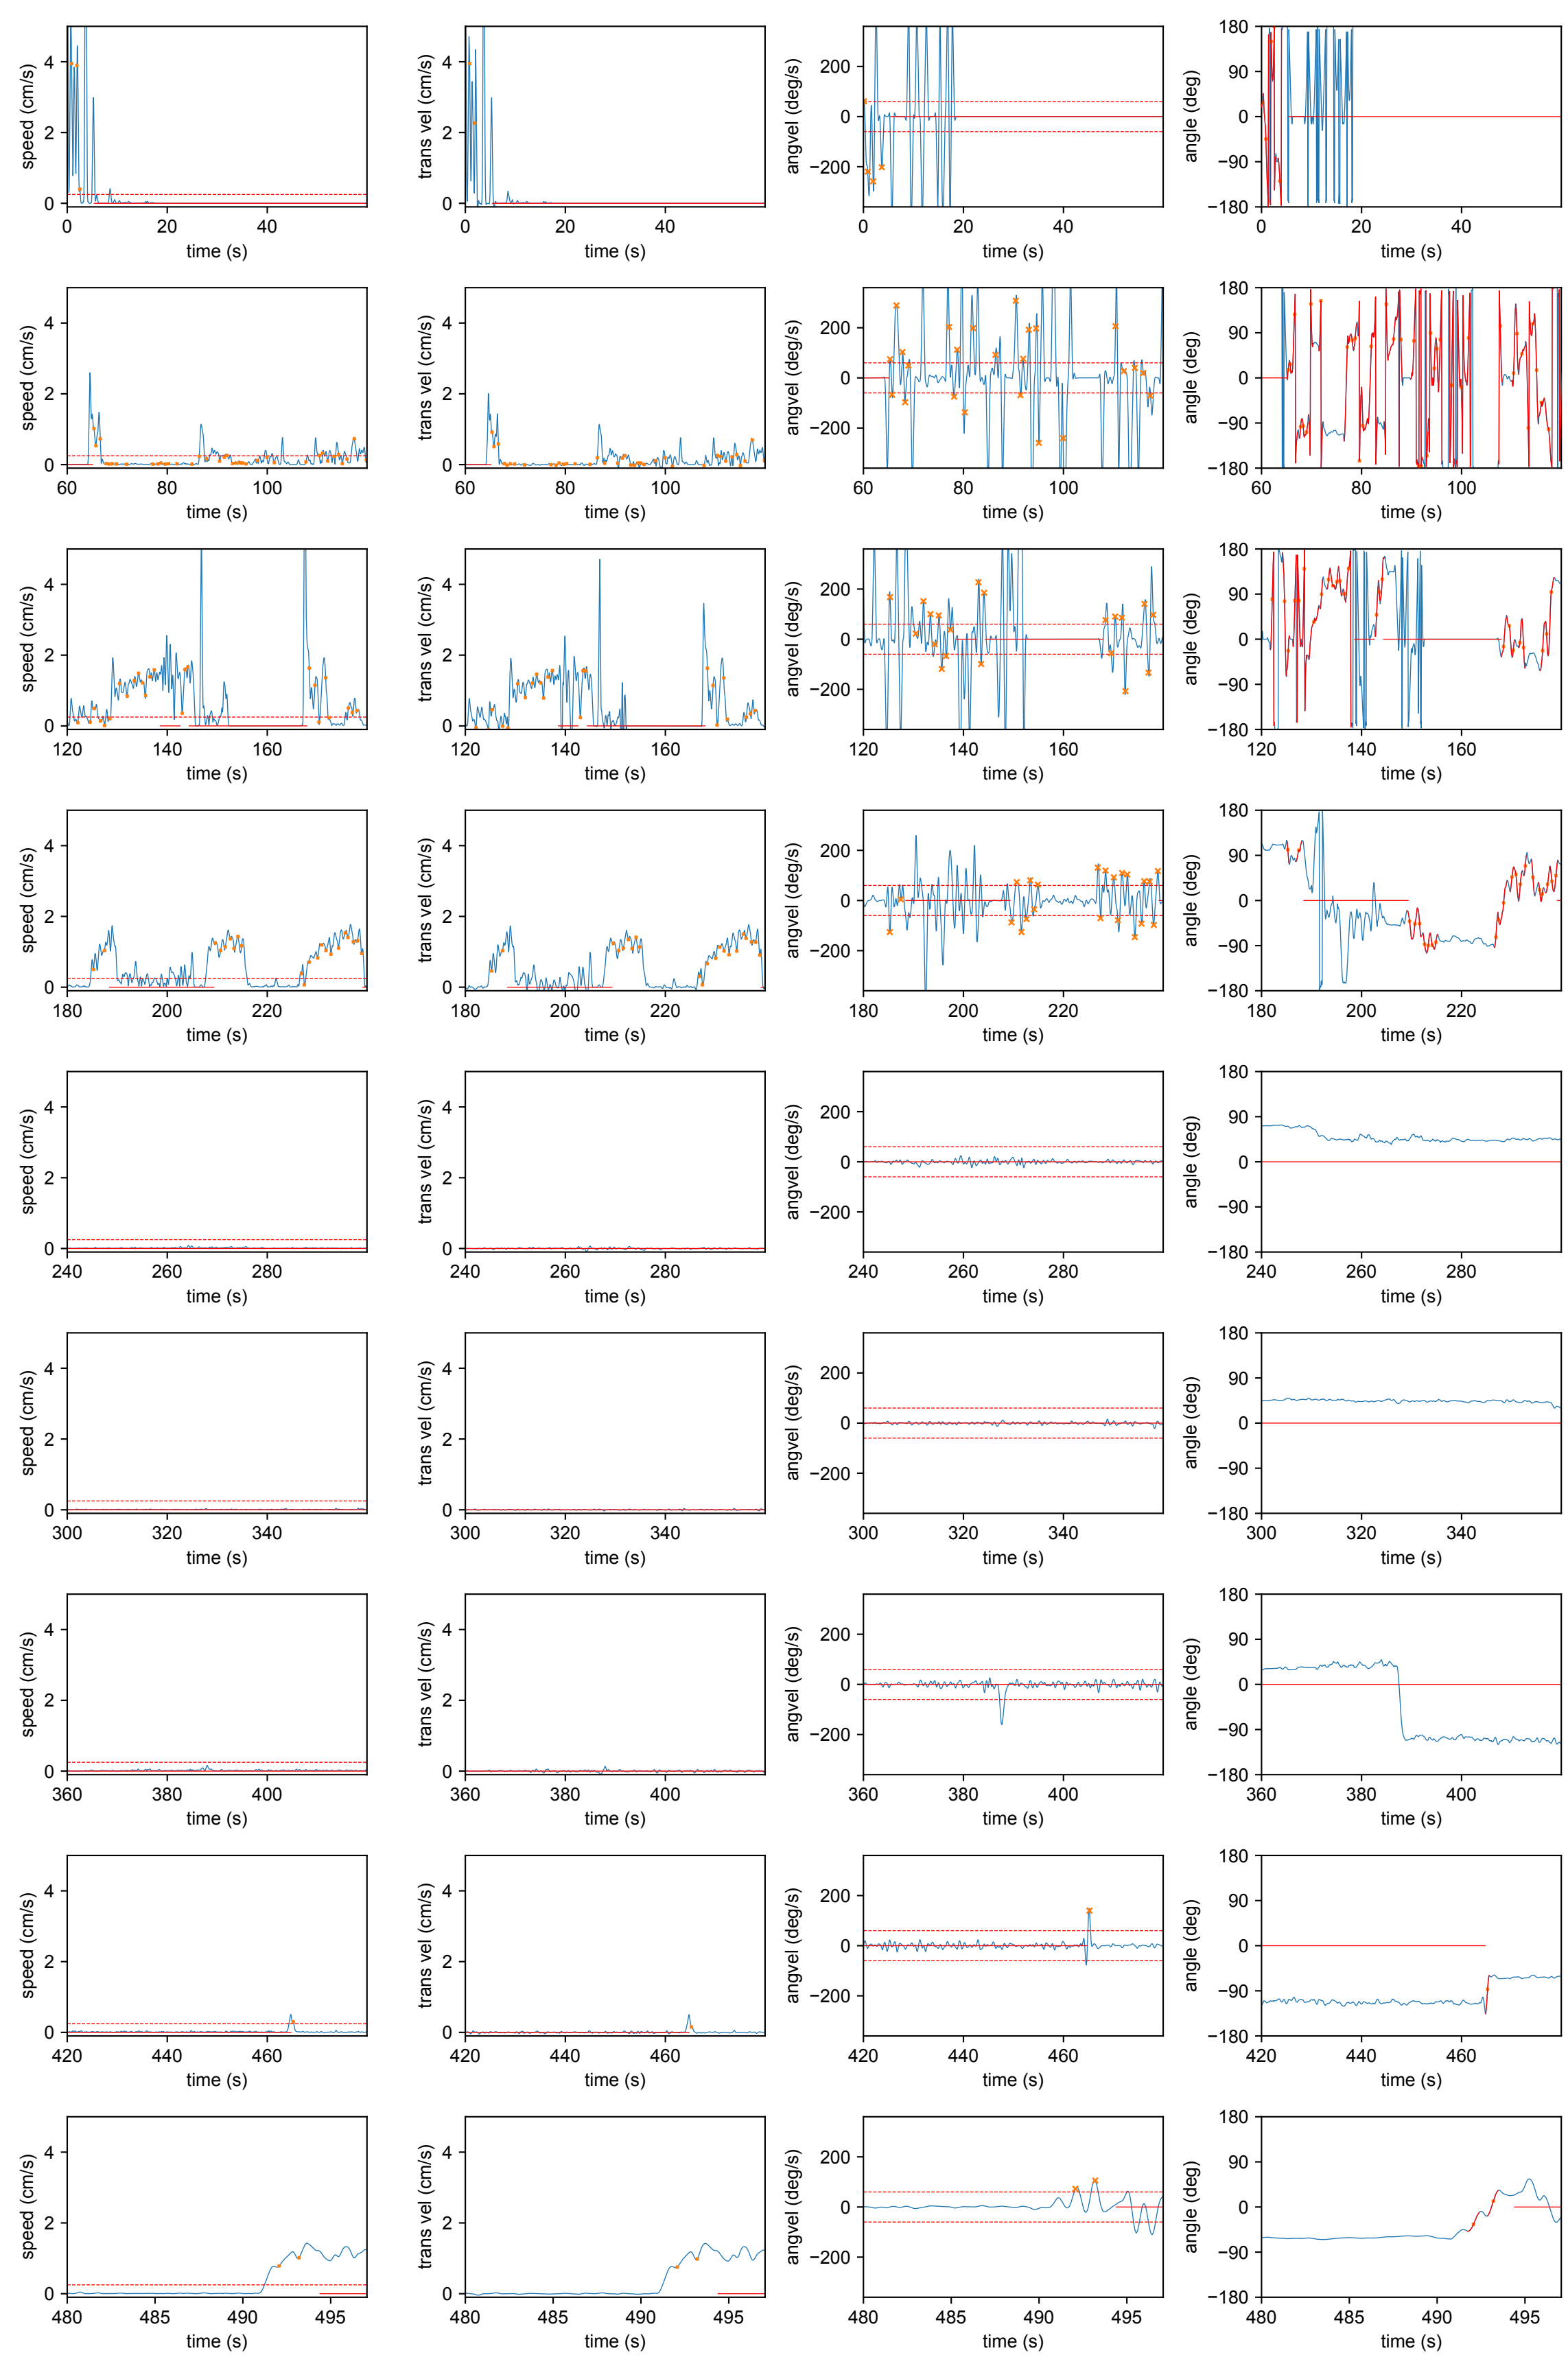 speed (cm/s) 4 2 0 0 20 40 time (s)
trans vel (cm/s) 4 2 0 0 20 40 time (s)
angvel (deg/s) 200 0 −200 0 20 40 time (s)
angle (deg) 180 90 0 −90 −180 0 20 40 time (s)
speed (cm/s) 4 2 0 60 80 100 time (s)
trans vel (cm/s) 4 2 0 60 80 100 time (s)
angvel (deg/s) 200 0 −200 60 80 100 time (s)
angle (deg) 180 90 0 −90 −180 60 80 100 time (s)
speed (cm/s) 4 2 0 120 140 160 time (s)
trans vel (cm/s) 4 2 0 120 140 160 time (s)
angvel (deg/s) 200 0 −200 120 140 160 time (s)
angle (deg) 180 90 0 −90 −180 120 140 160 time (s)
speed (cm/s) 4 2 0 180 200 220 time (s)
trans vel (cm/s) 4 2 0 180 200 220 time (s)
angvel (deg/s) 200 0 −200 180 200 220 time (s)
angle (deg) 180 90 0 −90 −180 180 200 220 time (s)
speed (cm/s) 4 2 0 240 260 280 time (s)
trans vel (cm/s) 4 2 0 240 260 280 time (s)
angvel (deg/s) 200 0 −200 240 260 280 time (s)
angle (deg) 180 90 0 −90 −180 240 260 280 time (s)
speed (cm/s) 4 2 0 300 320 340 time (s)
trans vel (cm/s) 4 2 0 300 320 340 time (s)
angvel (deg/s) 200 0 −200 300 320 340 time (s)
angle (deg) 180 90 0 −90 −180 300 320 340 time (s)
speed (cm/s) 4 2 0 360 380 400 time (s)
trans vel (cm/s) 4 2 0 360 380 400 time (s)
angvel (deg/s) 200 0 −200 360 380 400 time (s)
angle (deg) 180 90 0 −90 −180 360 380 400 time (s)
speed (cm/s) 4 2 0 420 440 460 time (s)
trans vel (cm/s) 4 2 0 420 440 460 time (s)
angvel (deg/s) 200 0 −200 420 440 460 time (s)
angle (deg) 180 90 0 −90 −180 420 440 460 time (s)
speed (cm/s) 4 2 0 480 485 490 495 time (s)
trans vel (cm/s) 4 2 0 480 485 490 495 time (s)
angvel (deg/s) 200 0 −200 480 485 490 495 time (s)
angle (deg) 180 90 0 −90 −180 480 485 490 495 time (s)